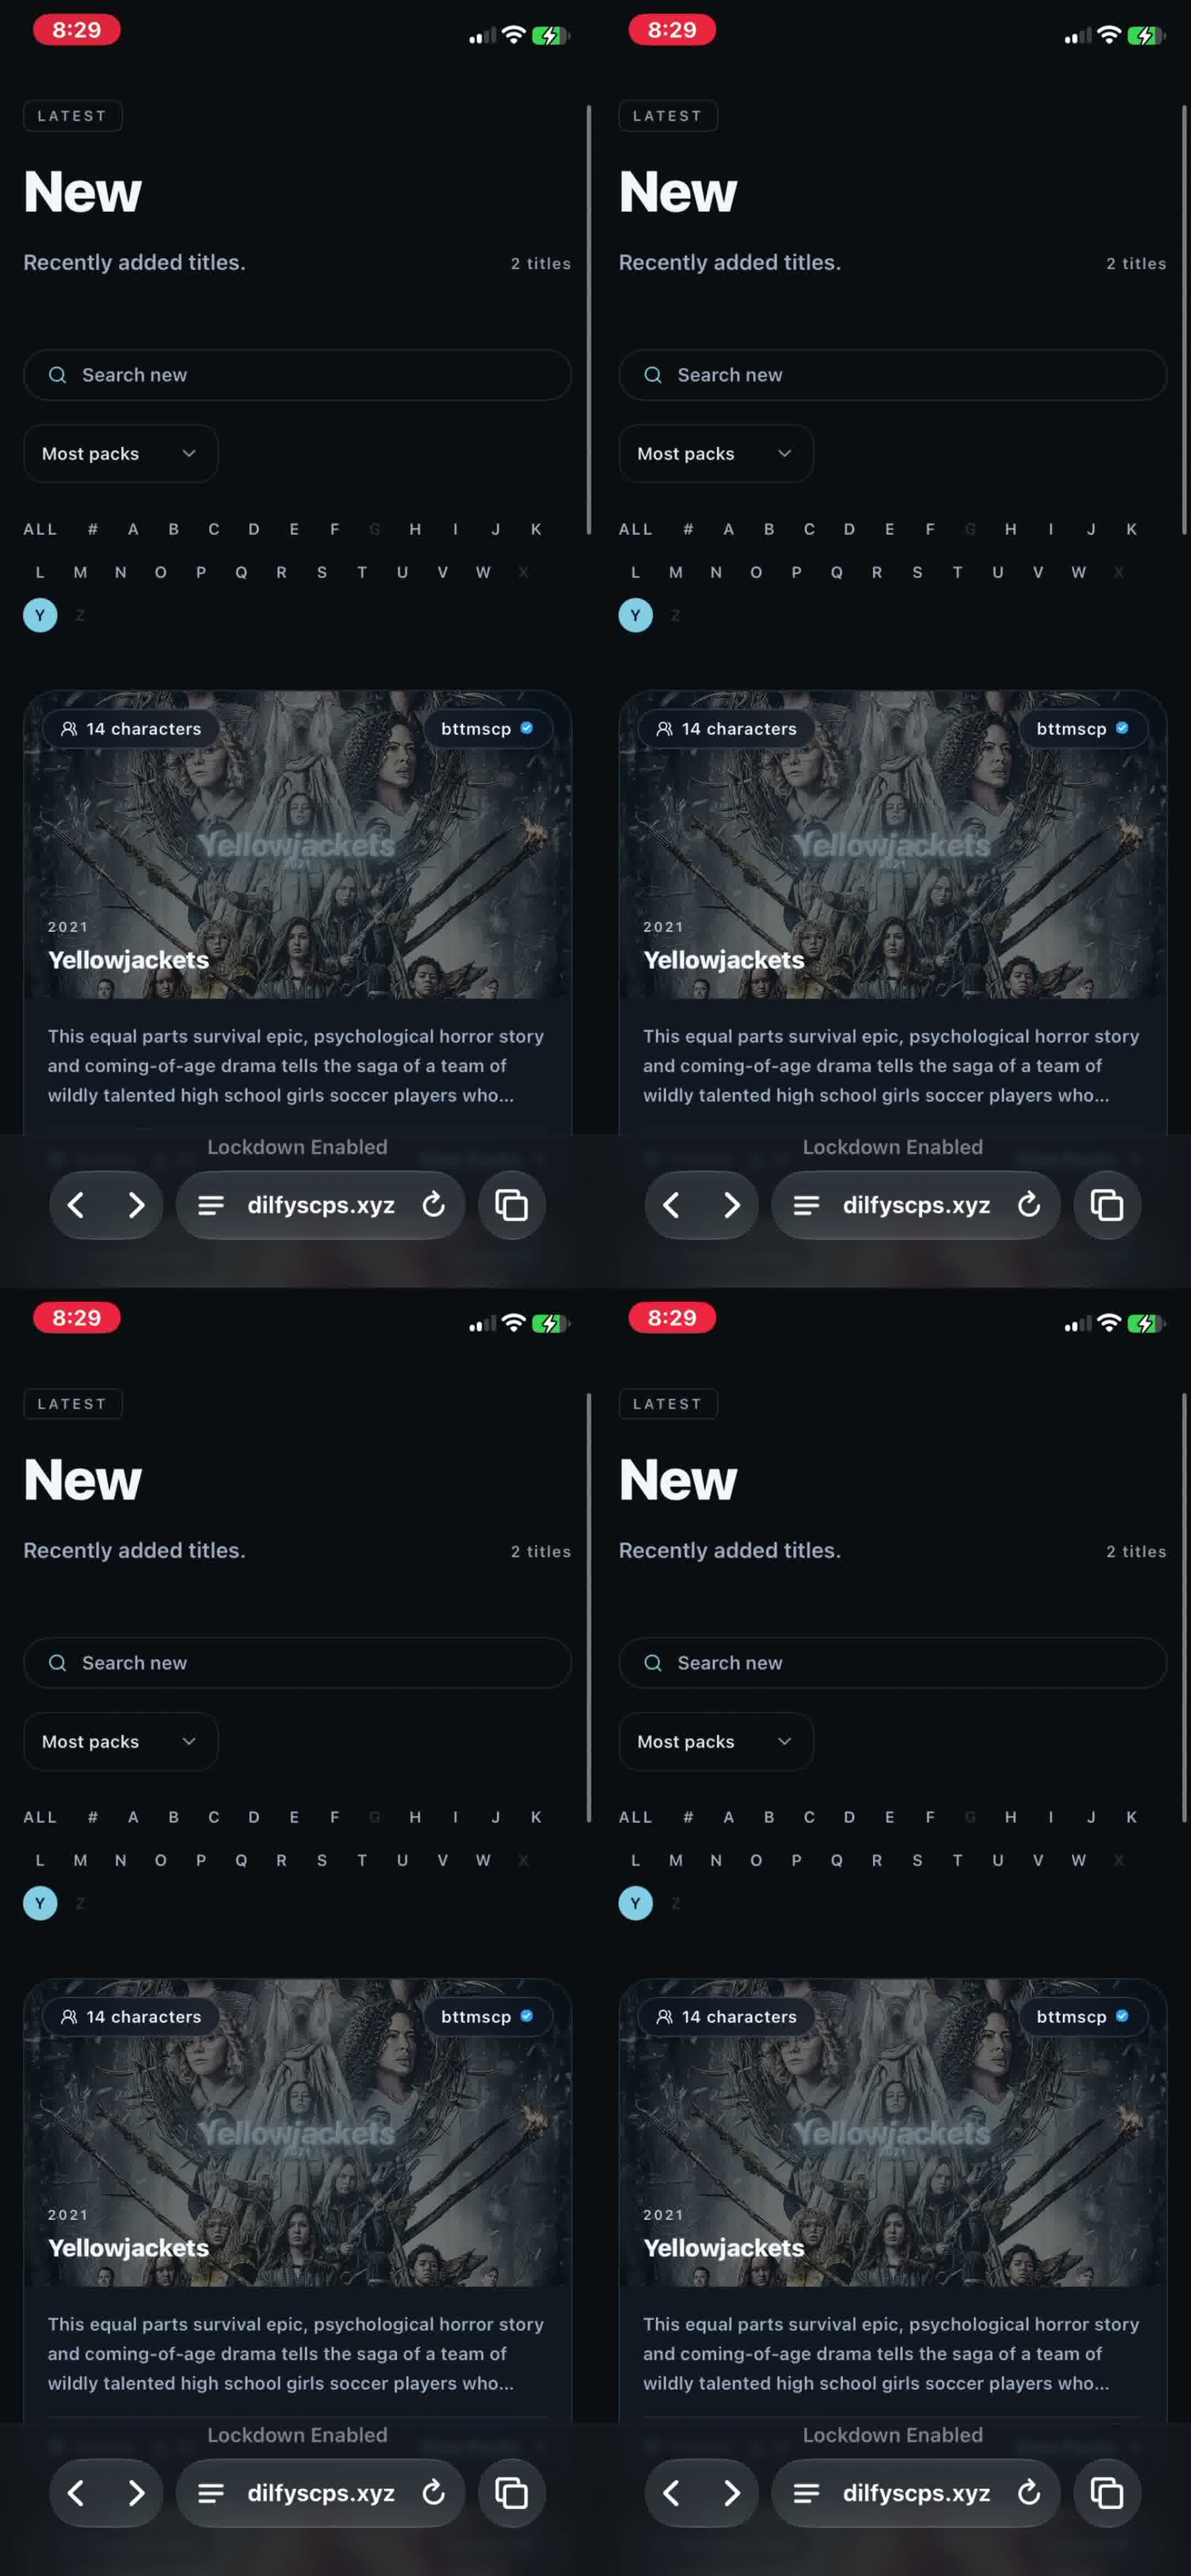 8:29
LATEST
New
Recently added titles.
2 titles
Search new
Most packs
ALL # A B C D E F G H I J K
L M N O P Q R S T U V W X
Y Z
14 characters
bttmscp
Yellowjackets
2021
2021
Yellowjackets
This equal parts survival epic, psychological horror story
and coming-of-age drama tells the saga of a team of
wildly talented high school girls soccer players who...
Lockdown Enabled
dilfyscps.xyz
8:29
LATEST
New
Recently added titles.
2 titles
Search new
Most packs
ALL # A B C D E F G H I J K
L M N O P Q R S T U V W X
Y Z
14 characters
bttmscp
Yellowjackets
2021
2021
Yellowjackets
This equal parts survival epic, psychological horror story
and coming-of-age drama tells the saga of a team of
wildly talented high school girls soccer players who...
Lockdown Enabled
dilfyscps.xyz
8:29
LATEST
New
Recently added titles.
2 titles
Search new
Most packs
ALL # A B C D E F G H I J K
L M N O P Q R S T U V W X
Y Z
14 characters
bttmscp
Yellowjackets
2021
2021
Yellowjackets
This equal parts survival epic, psychological horror story
and coming-of-age drama tells the saga of a team of
wildly talented high school girls soccer players who...
Lockdown Enabled
dilfyscps.xyz
8:29
LATEST
New
Recently added titles.
2 titles
Search new
Most packs
ALL # A B C D E F G H I J K
L M N O P Q R S T U V W X
Y Z
14 characters
bttmscp
Yellowjackets
2021
2021
Yellowjackets
This equal parts survival epic, psychological horror story
and coming-of-age drama tells the saga of a team of
wildly talented high school girls soccer players who...
Lockdown Enabled
dilfyscps.xyz